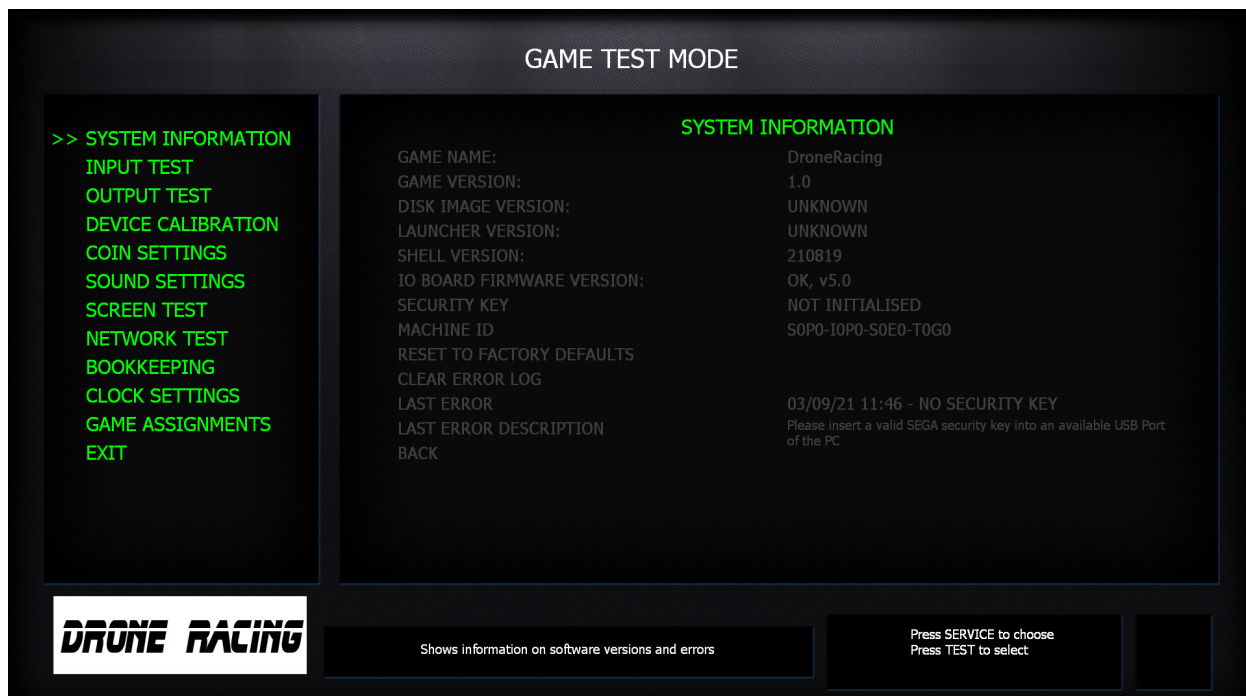 GAME TEST MODE
>> SYSTEM INFORMATION
INPUT TEST
OUTPUT TEST
DEVICE CALIBRATION
COIN SETTINGS
SOUND SETTINGS
SCREEN TEST
NETWORK TEST
BOOKKEEPING
CLOCK SETTINGS
GAME ASSIGNMENTS
EXIT
SYSTEM INFORMATION
GAME NAME: DroneRacing
GAME VERSION: 1.0
DISK IMAGE VERSION: UNKNOWN
LAUNCHER VERSION: UNKNOWN
SHELL VERSION: 210819
IO BOARD FIRMWARE VERSION: OK, v5.0
SECURITY KEY NOT INITIALISED
MACHINE ID S0P0-I0P0-S0E0-T0G0
RESET TO FACTORY DEFAULTS
CLEAR ERROR LOG
LAST ERROR 03/09/21 11:46 - NO SECURITY KEY
LAST ERROR DESCRIPTION Please insert a valid SEGA security key into an available USB Port
of the PC
BACK
DRONE RACING
Shows information on software versions and errors
Press SERVICE to choose
Press TEST to select